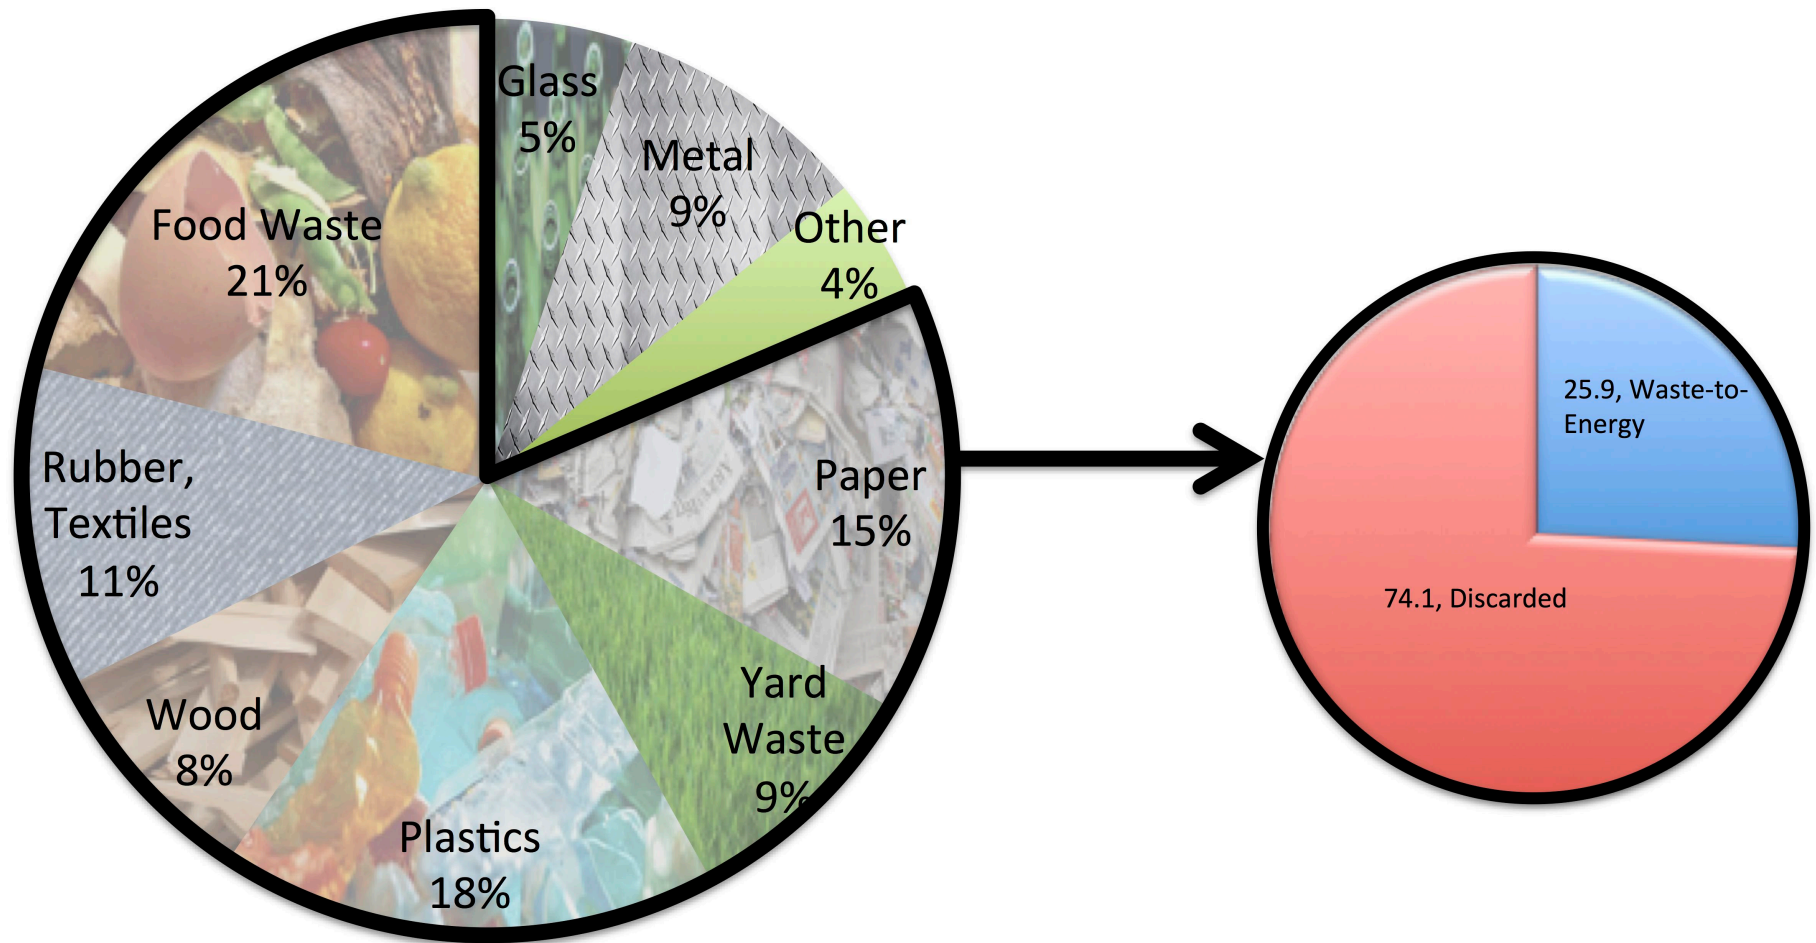 Glass
5%
Metal
9%
Other
4%
Food Waste
21%
Rubber,
Textiles
11%
Paper
15%
Yard
Waste
9%
Wood
8%
Plastics
18%
25.9, Waste-to-
Energy
74.1, Discarded